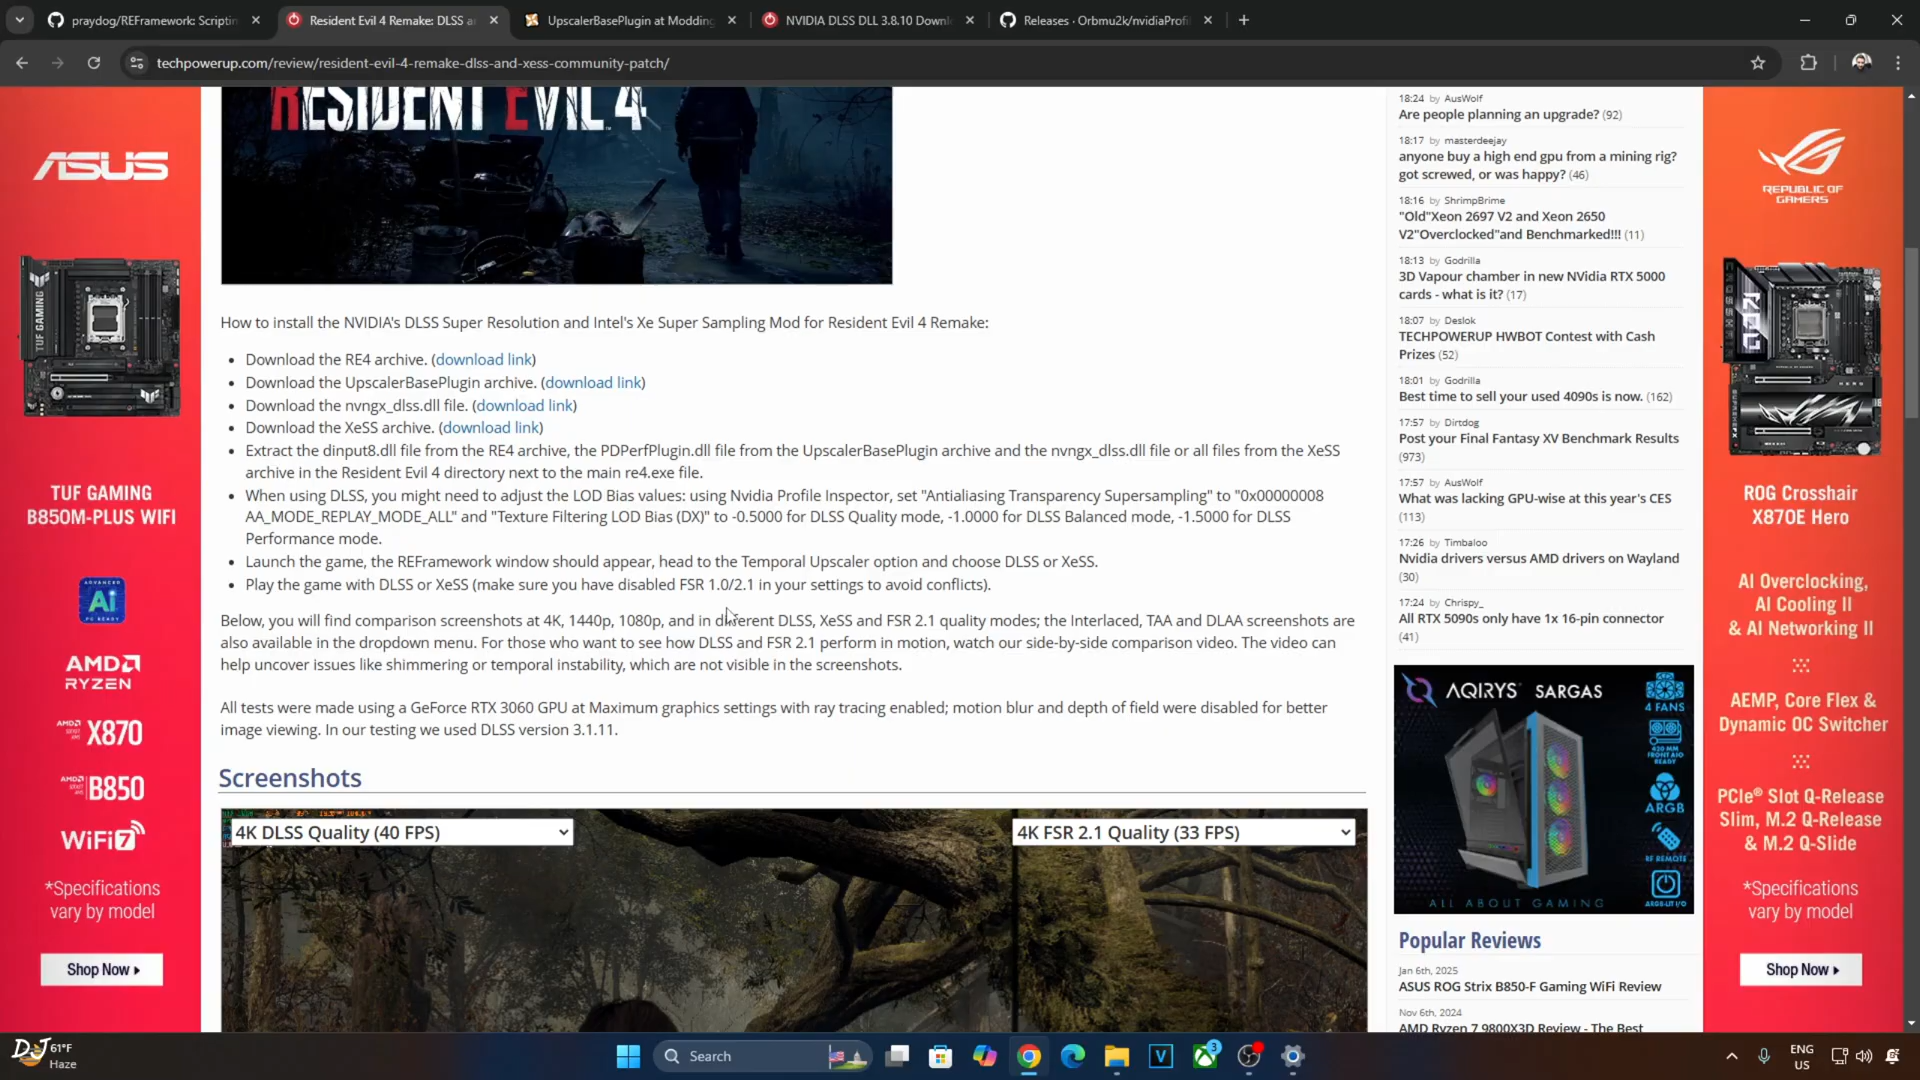 praydog/REFramework: Scriptin
Resident Evil 4 Remake: DLSS a
UpscalerBasePlugin at Modding
NVIDIA DLSS DLL 3.8.10 Downl
Releases · Orbmu2k/nvidiaProfi
techpowerup.com/review/resident-evil-4-remake-dlss-and-xess-community-patch/
RESIDENT EVIL 4
How to install the NVIDIA's DLSS Super Resolution and Intel's Xe Super Sampling Mod for Resident Evil 4 Remake:
Download the RE4 archive. (download link)
Download the UpscalerBasePlugin archive. (download link)
Download the nvngx_dlss.dll file. (download link)
Download the XeSS archive. (download link)
Extract the dinput8.dll file from the RE4 archive, the PDPerfPlugin.dll file from the UpscalerBasePlugin archive and the nvngx_dlss.dll file or all files from the XeSS
archive in the Resident Evil 4 directory next to the main re4.exe file.
When using DLSS, you might need to adjust the LOD Bias values: using Nvidia Profile Inspector, set "Antialiasing Transparency Supersampling" to "0x00000008
AA_MODE_REPLAY_MODE_ALL" and "Texture Filtering LOD Bias (DX)" to -0.5000 for DLSS Quality mode, -1.0000 for DLSS Balanced mode, -1.5000 for DLSS
Performance mode.
Launch the game, the REFramework window should appear, head to the Temporal Upscaler option and choose DLSS or XeSS.
Play the game with DLSS or XeSS (make sure you have disabled FSR 1.0/2.1 in your settings to avoid conflicts).
Below, you will find comparison screenshots at 4K, 1440p, 1080p, and in different DLSS, XeSS and FSR 2.1 quality modes; the Interlaced, TAA and DLAA screenshots are
also available in the dropdown menu. For those who want to see how DLSS and FSR 2.1 perform in motion, watch our side-by-side comparison video. The video can
help uncover issues like shimmering or temporal instability, which are not visible in the screenshots.
All tests were made using a GeForce RTX 3060 GPU at Maximum graphics settings with ray tracing enabled; motion blur and depth of field were disabled for better
image viewing. In our testing we used DLSS version 3.1.11.
Screenshots
4K DLSS Quality (40 FPS)
4K FSR 2.1 Quality (33 FPS)
18:24 by AusWolf
Are people planning an upgrade? (92)
18:17 by masterdeejay
anyone buy a high end gpu from a mining rig?
got screwed, or was happy? (46)
18:16 by ShrimpBrime
"Old"Xeon 2697 V2 and Xeon 2650
V2"Overclocked"and Benchmarked!!! (11)
18:13 by Godrilla
3D Vapour chamber in new NVidia RTX 5000
cards - what is it? (17)
18:07 by Deslok
TECHPOWERUP HWBOT Contest with Cash
Prizes (52)
18:01 by Godrilla
Best time to sell your used 4090s is now. (162)
17:57 by Dirtdog
Post your Final Fantasy XV Benchmark Results
(973)
17:57 by AusWolf
What was lacking GPU-wise at this year's CES
(113)
17:26 by Timbaloo
Nvidia drivers versus AMD drivers on Wayland
(30)
17:24 by Chrispy_
All RTX 5090s only have 1x 16-pin connector
(41)
AQIRYS SARGAS
4 FANS
420 MM
FRONT AIO
READY
ARGB
RF REMOTE
ARGB-UT I/O
ALL ABOUT GAMING
Popular Reviews
Jan 6th, 2025
ASUS ROG Strix B850-F Gaming WiFi Review
Nov 6th, 2024
AMD Ryzen 7 9800X3D Review - The Best
ASUS
TUF GAMING
TUF GAMING
B850M-PLUS WIFI
ADVANCED
Ai
PC READY
AMD
RYZEN
AMD X870
AMD B850
WiFi 7
*Specifications
vary by model
Shop Now
REPUBLIC OF
GAMERS
ROG Crosshair
X870E Hero
AI Overclocking,
AI Cooling II
& AI Networking II
AEMP, Core Flex &
Dynamic OC Switcher
PCIe® Slot Q-Release
Slim, M.2 Q-Release
& M.2 Q-Slide
*Specifications
vary by model
Shop Now
DJ
61°F
Haze
Search
V
3
ENG
US